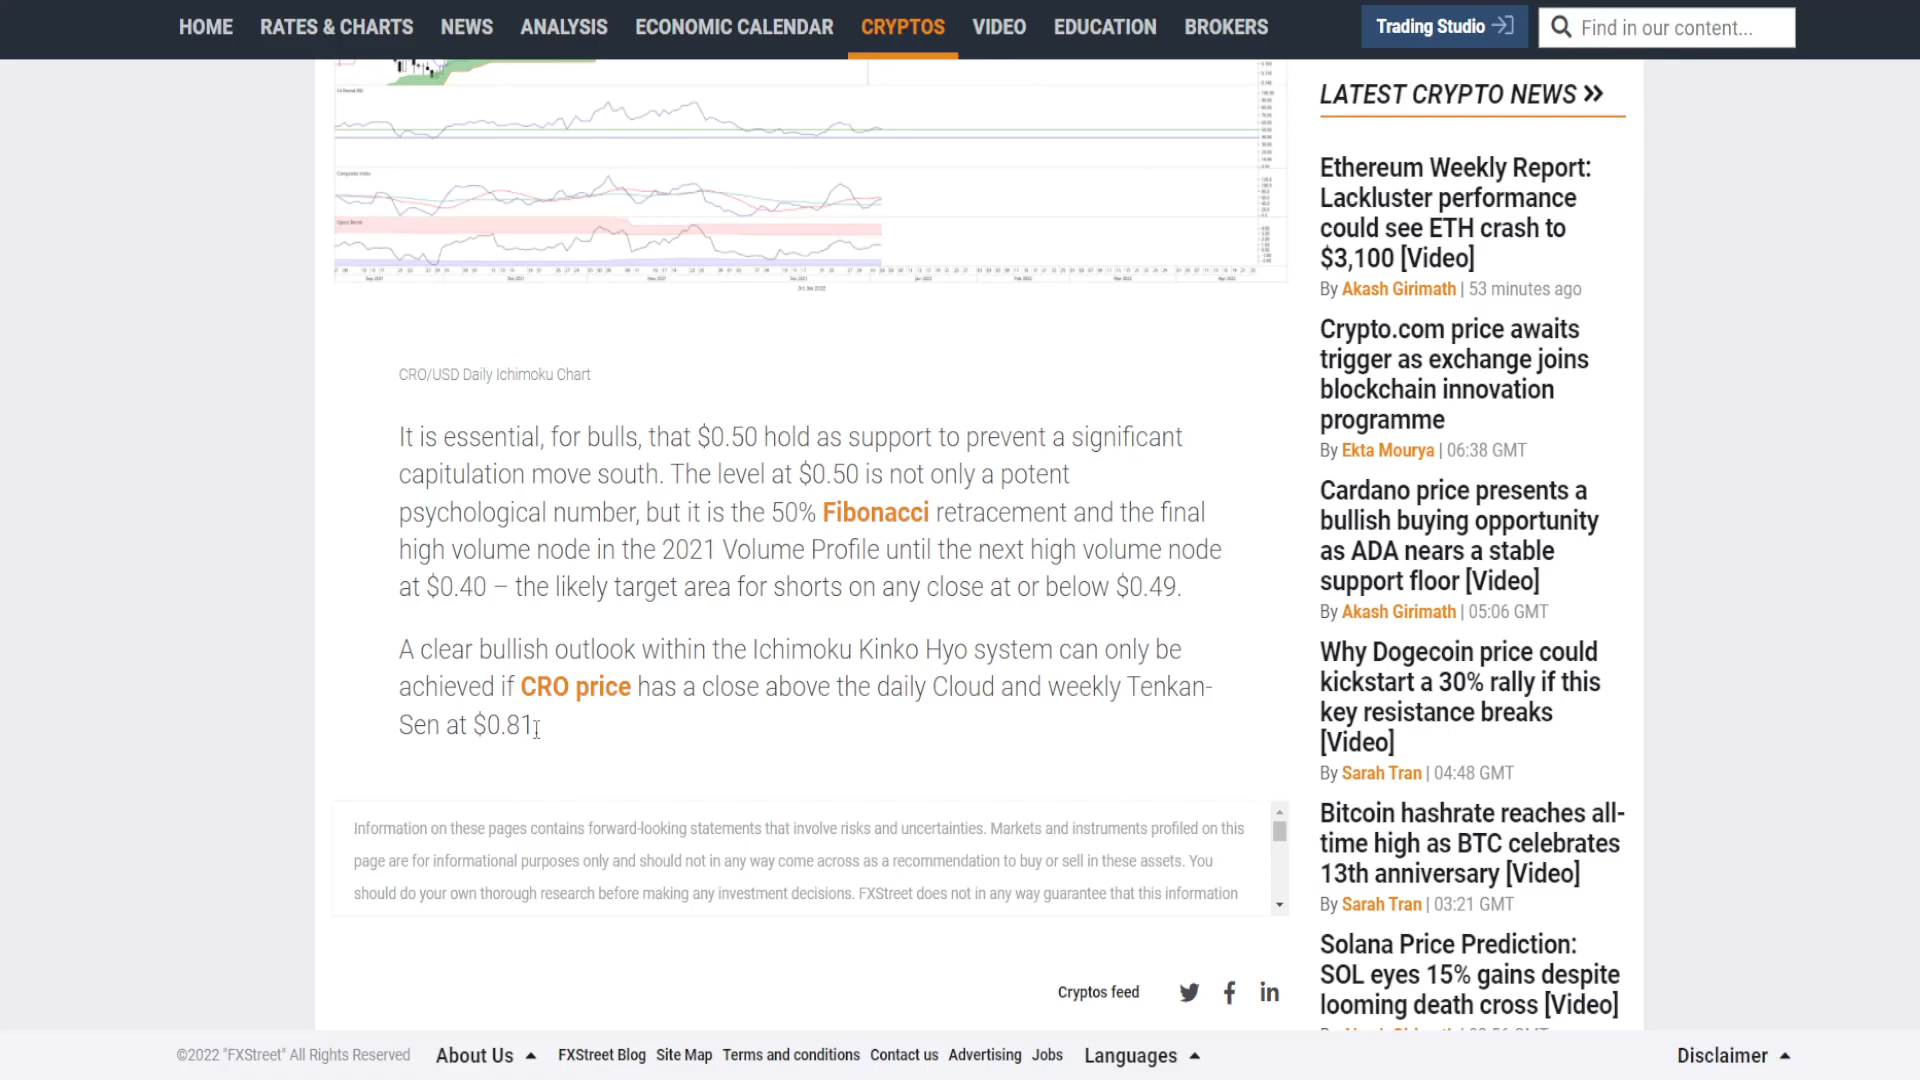 HOME RATES & CHARTS NEWS ANALYSIS ECONOMIC CALENDAR CRYPTOS VIDEO EDUCATION BROKERS Trading Studio Find in our content...
CRO/USD Daily Ichimoku Chart
It is essential, for bulls, that $0.50 hold as support to prevent a significant
capitulation move south. The level at $0.50 is not only a potent
psychological number, but it is the 50% Fibonacci retracement and the final
high volume node in the 2021 Volume Profile until the next high volume node
at $0.40 – the likely target area for shorts on any close at or below $0.49.
A clear bullish outlook within the Ichimoku Kinko Hyo system can only be
achieved if CRO price has a close above the daily Cloud and weekly Tenkan-
Sen at $0.81
Information on these pages contains forward-looking statements that involve risks and uncertainties. Markets and instruments profiled on this
page are for informational purposes only and should not in any way come across as a recommendation to buy or sell in these assets. You
should do your own thorough research before making any investment decisions. FXStreet does not in any way guarantee that this information
Cryptos feed
LATEST CRYPTO NEWS
Ethereum Weekly Report:
Lackluster performance
could see ETH crash to
$3,100 [Video]
By Akash Girimath | 53 minutes ago
Crypto.com price awaits
trigger as exchange joins
blockchain innovation
programme
By Ekta Mourya | 06:38 GMT
Cardano price presents a
bullish buying opportunity
as ADA nears a stable
support floor [Video]
By Akash Girimath | 05:06 GMT
Why Dogecoin price could
kickstart a 30% rally if this
key resistance breaks
[Video]
By Sarah Tran | 04:48 GMT
Bitcoin hashrate reaches all-
time high as BTC celebrates
13th anniversary [Video]
By Sarah Tran | 03:21 GMT
Solana Price Prediction:
SOL eyes 15% gains despite
looming death cross [Video]
©2022 "FXStreet" All Rights Reserved About Us FXStreet Blog Site Map Terms and conditions Contact us Advertising Jobs Languages Disclaimer